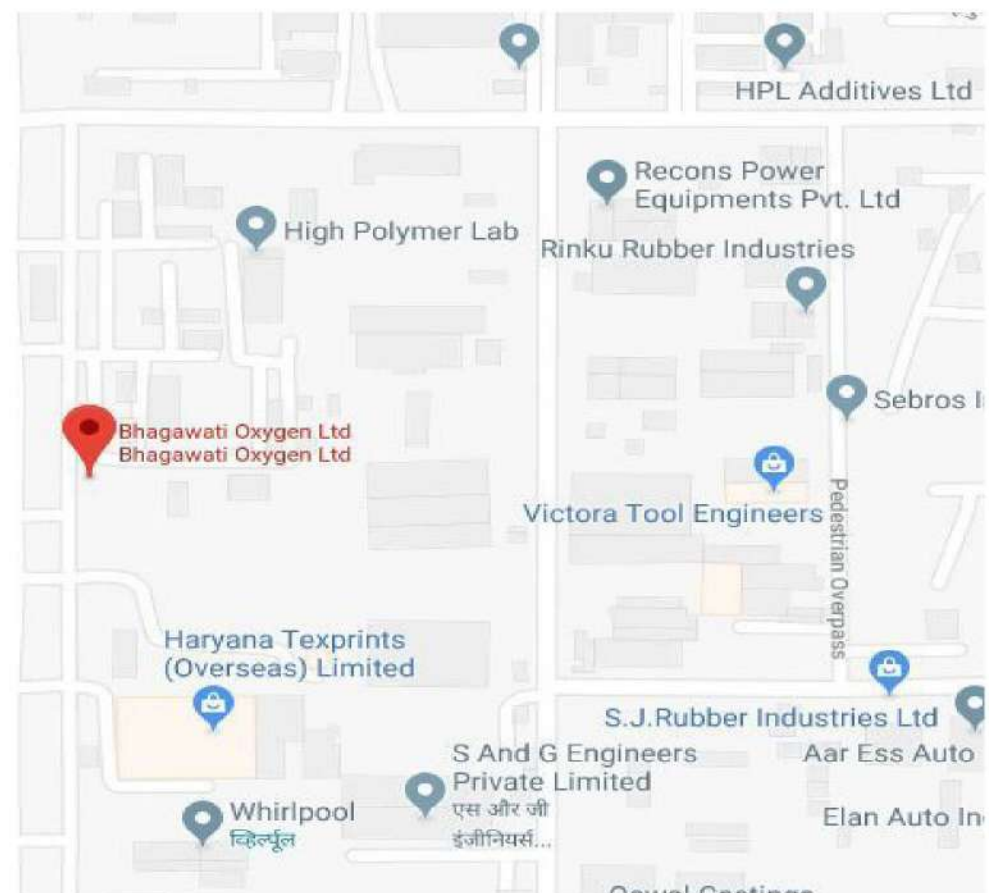 HPL Additives Ltd
Recons Power
Equipments Pvt. Ltd
High Polymer Lab
Rinku Rubber Industries
Sebros
Bhagawati Oxygen Ltd
Bhagawati Oxygen Ltd
Victora Tool Engineers
Pedestrian Overpass
Haryana Texprints
(Overseas) Limited
S.J.Rubber Industries Ltd
S And G Engineers
Private Limited
एस और जी
इंजीनियर्स...
Aar Ess Auto
Whirlpool
व्हिर्लपूल
Elan Auto In